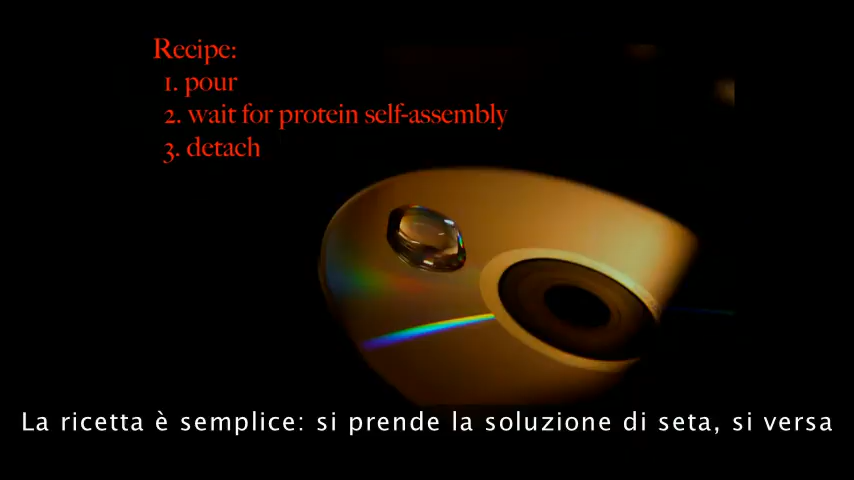 Recipe:
1. pour
2. wait for protein self-assembly
3. detach
La ricetta è semplice: si prende la soluzione di seta, si versa